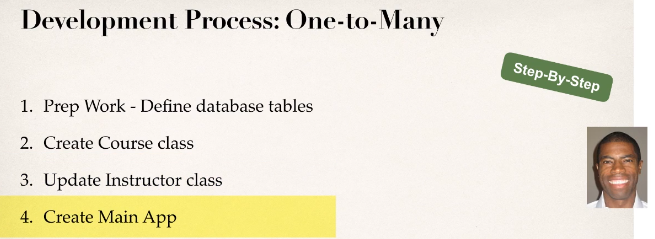 Development Process: One-to-Many
Step-By-Step
1. Prep Work - Define database tables
2. Create Course class
3. Update Instructor class
4. Create Main App